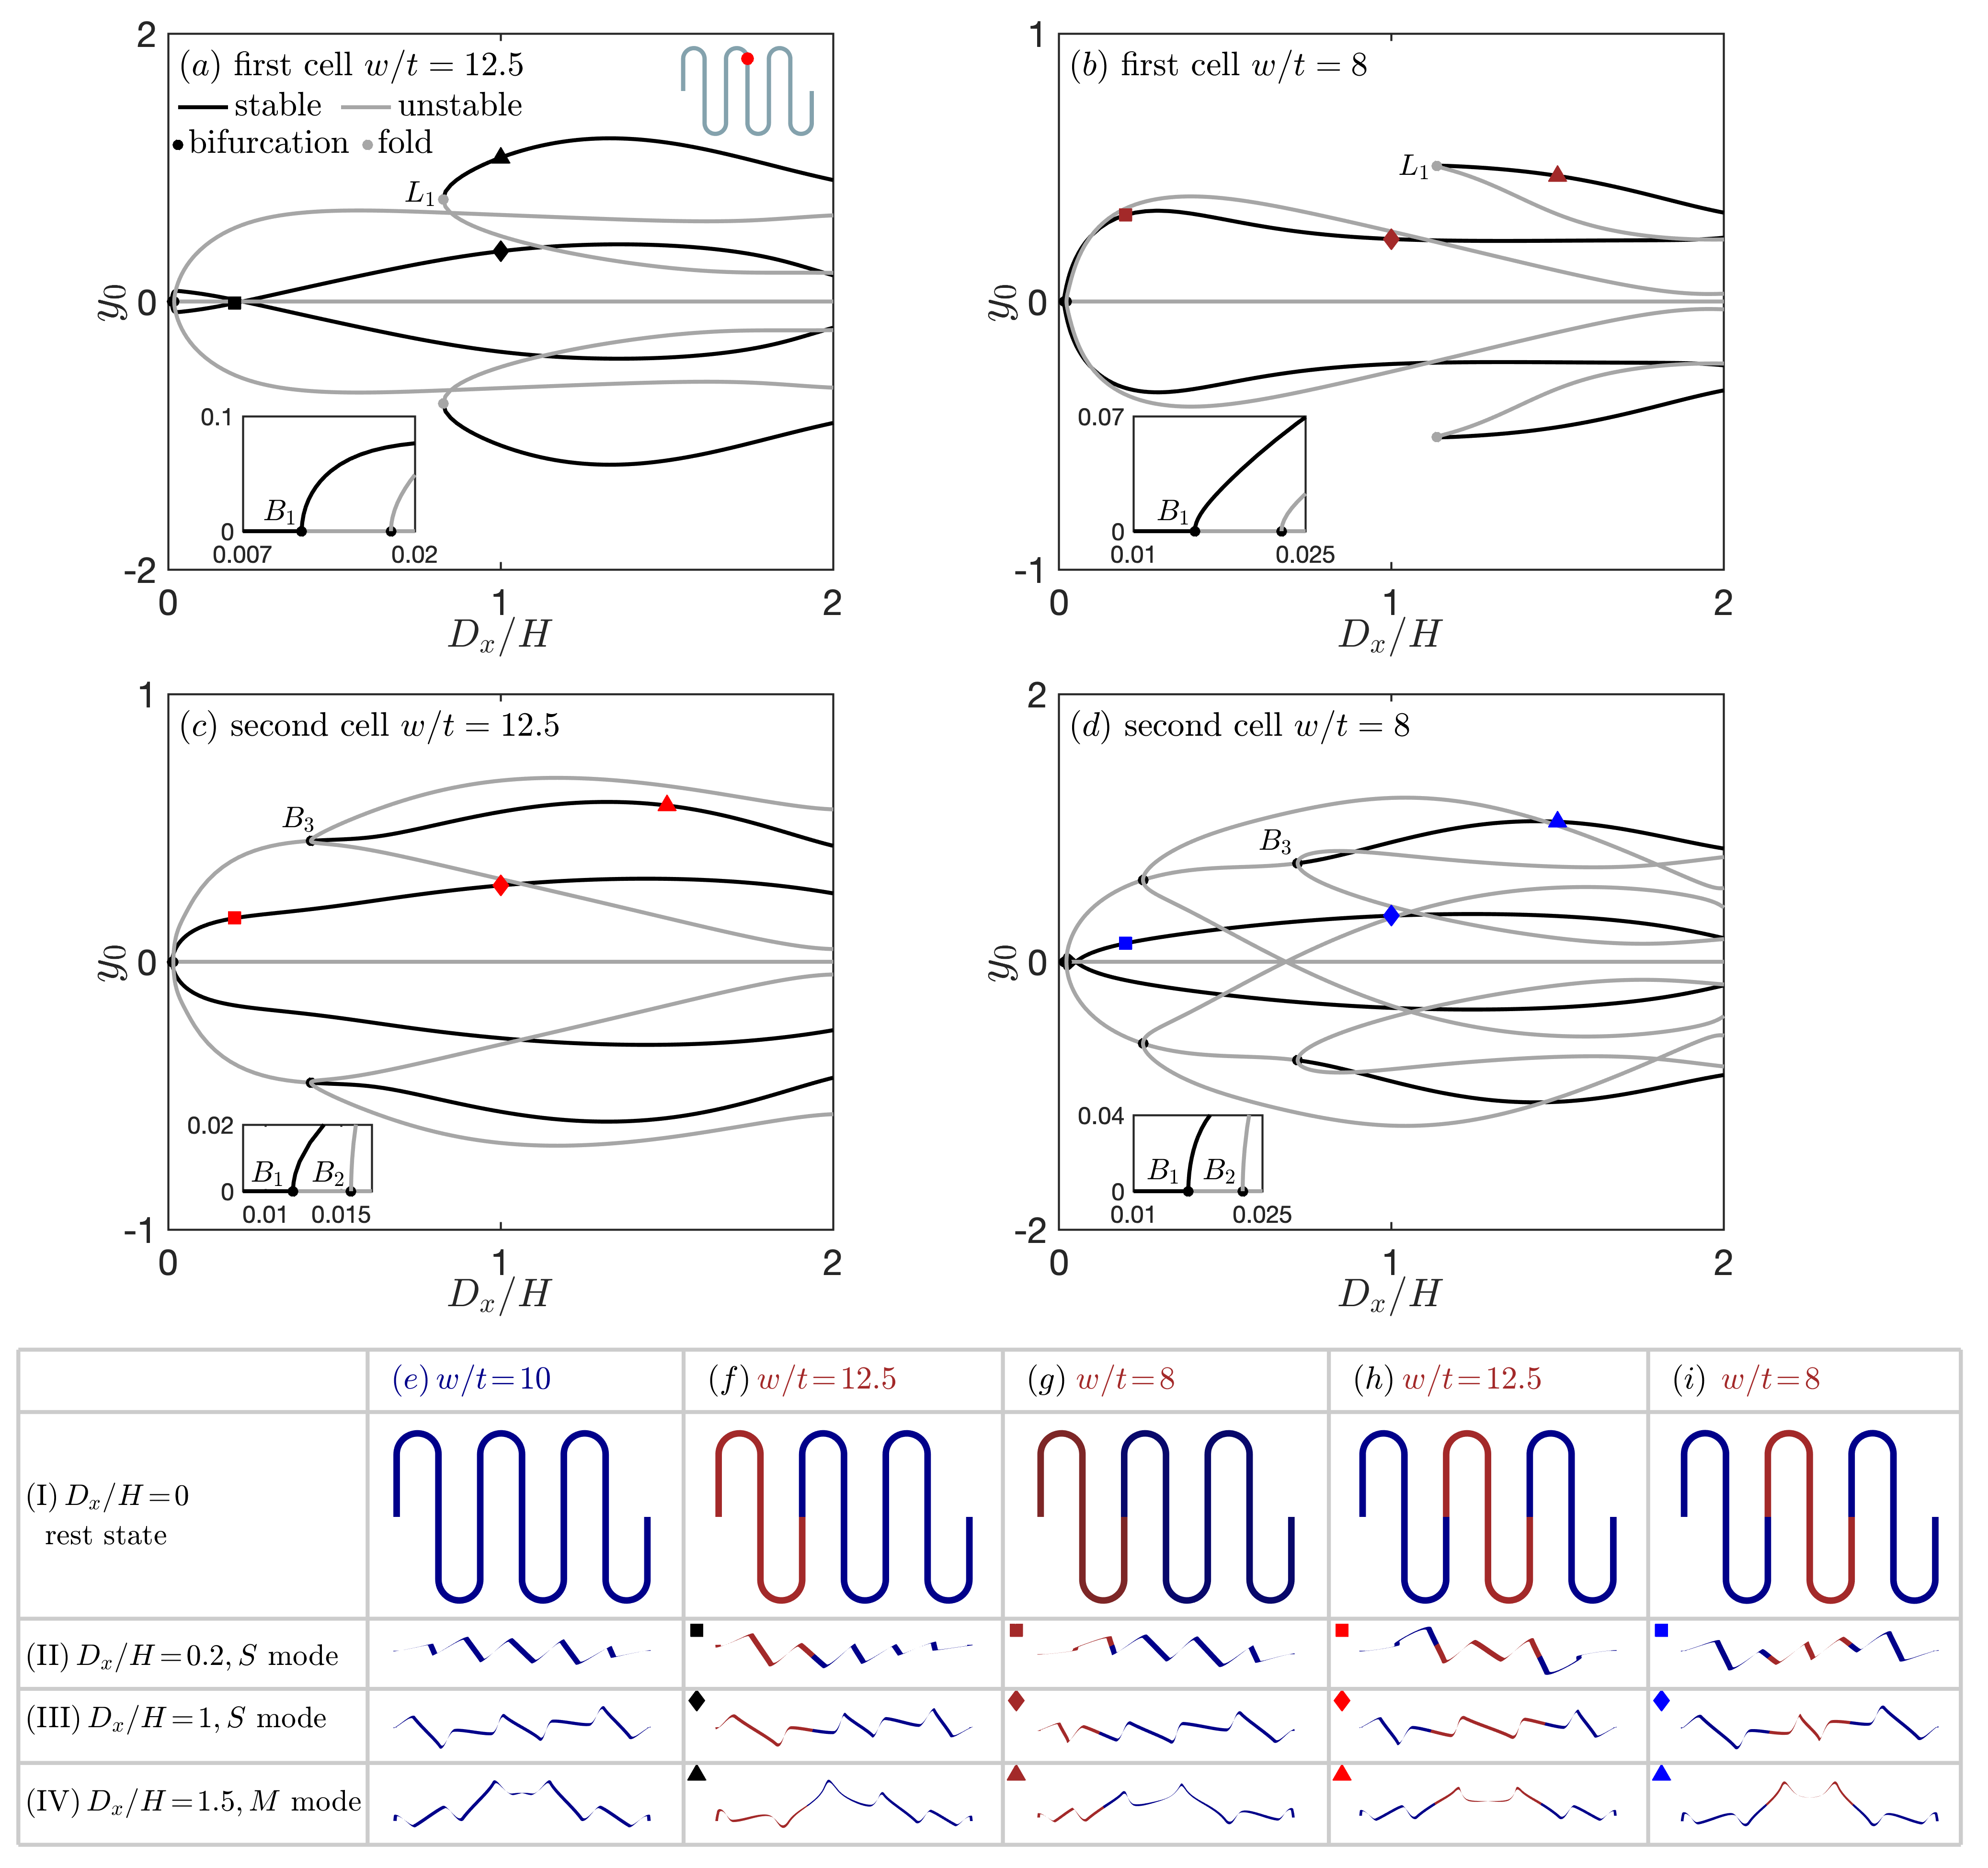 (a) first cell w/t = 12.5
stable unstable
bifurcation fold
L₁
B₁
0.1
0
0.007 0.02
2
0
-2
y₀
0 1 2
Dₓ/H
(b) first cell w/t = 8
L₁
B₁
0.07
0
0.01 0.025
1
0
-1
y₀
0 1 2
Dₓ/H
(c) second cell w/t = 12.5
B₃
B₁ B₂
0.02
0
0.01 0.015
1
0
-1
y₀
0 1 2
Dₓ/H
(d) second cell w/t = 8
B₃
B₁ B₂
0.04
0
0.01 0.025
2
0
-2
y₀
0 1 2
Dₓ/H
(e) w/t=10 (f) w/t=12.5 (g) w/t=8 (h) w/t=12.5 (i) w/t=8
(I) Dₓ/H=0
rest state
(II) Dₓ/H=0.2, S mode
(III) Dₓ/H=1, S mode
(IV) Dₓ/H=1.5, M mode